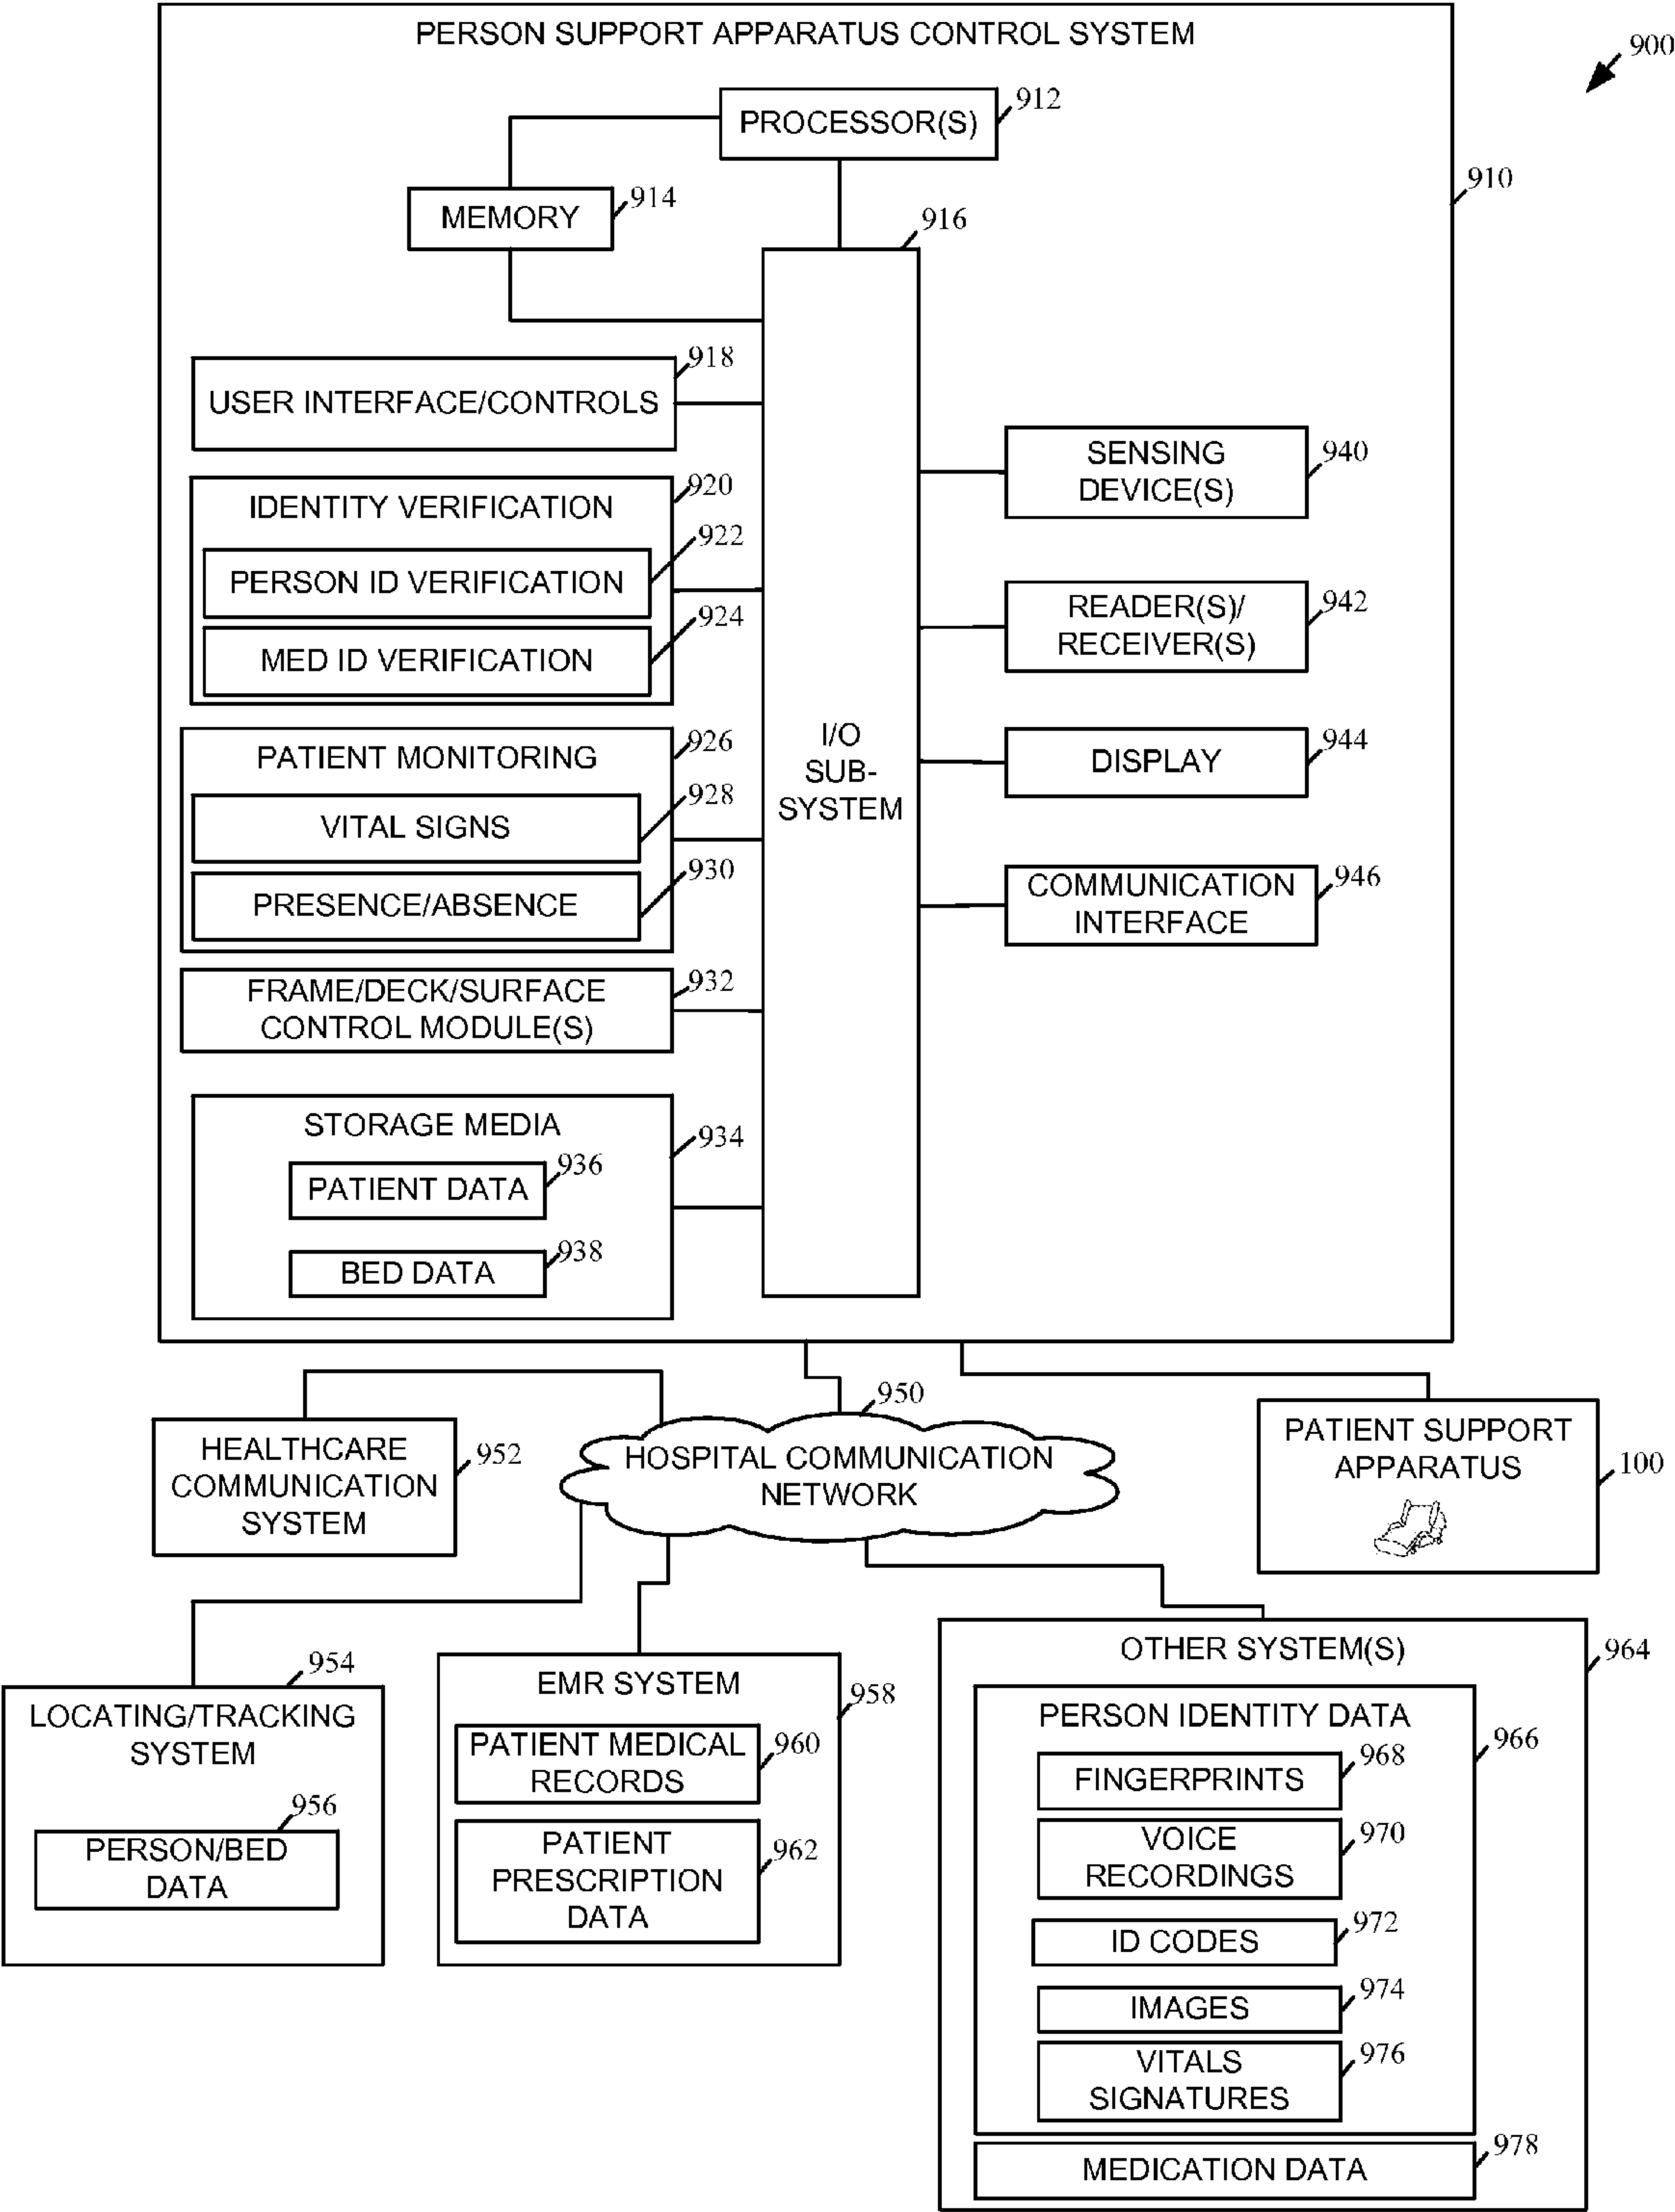 PERSON SUPPORT APPARATUS CONTROL SYSTEM
900
PROCESSOR(S)
912
910
MEMORY
914
916
I/O
SUB-
SYSTEM
918
USER INTERFACE/CONTROLS
920
IDENTITY VERIFICATION
922
PERSON ID VERIFICATION
924
MED ID VERIFICATION
926
PATIENT MONITORING
928
VITAL SIGNS
930
PRESENCE/ABSENCE
932
FRAME/DECK/SURFACE
CONTROL MODULE(S)
STORAGE MEDIA
934
936
PATIENT DATA
938
BED DATA
SENSING
DEVICE(S)
940
READER(S)/
RECEIVER(S)
942
DISPLAY
944
COMMUNICATION
INTERFACE
946
950
HOSPITAL COMMUNICATION
NETWORK
HEALTHCARE
COMMUNICATION
SYSTEM
952
PATIENT SUPPORT
APPARATUS
100
954
LOCATING/TRACKING
SYSTEM
956
PERSON/BED
DATA
EMR SYSTEM
958
PATIENT MEDICAL
RECORDS
960
PATIENT
PRESCRIPTION
DATA
962
OTHER SYSTEM(S)
964
PERSON IDENTITY DATA
966
FINGERPRINTS
968
VOICE
RECORDINGS
970
ID CODES
972
IMAGES
974
VITALS
SIGNATURES
976
MEDICATION DATA
978